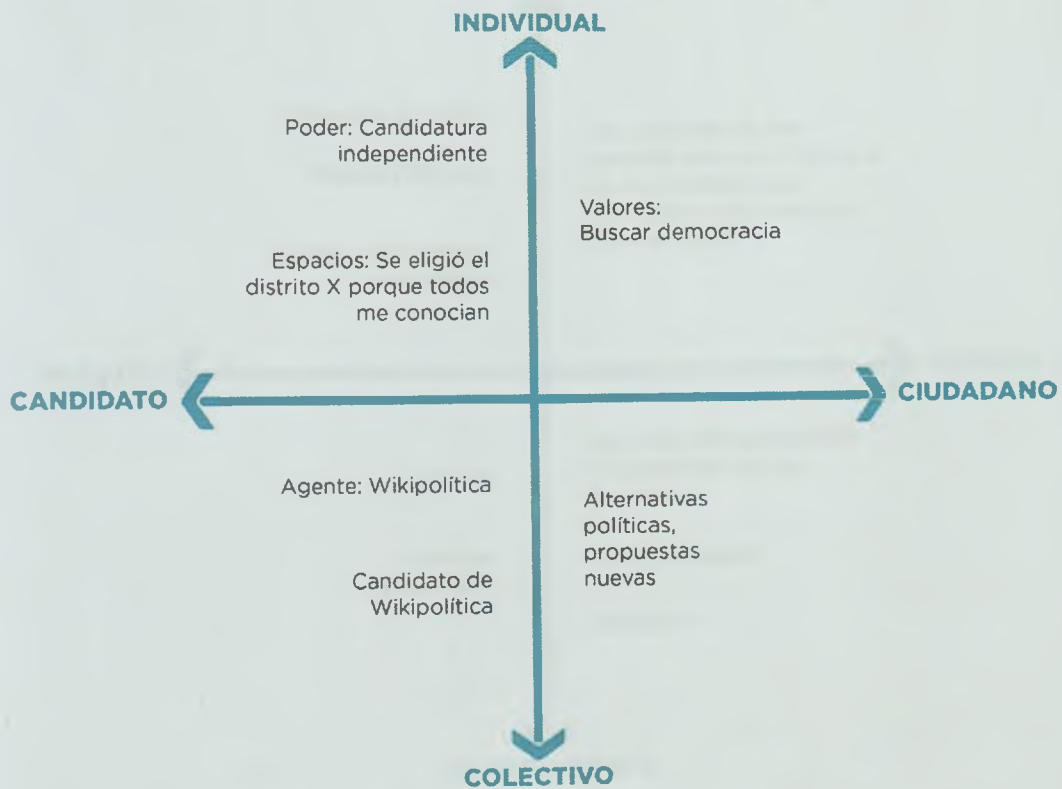 INDIVIDUAL
Poder: Candidatura
independiente
Valores:
Buscar democracia
Espacios: Se eligió el
distrito X porque todos
me conocian
CANDIDATO
CIUDADANO
Agente: Wikipolítica
Alternativas
políticas,
propuestas
nuevas
Candidato de
Wikipolítica
COLECTIVO